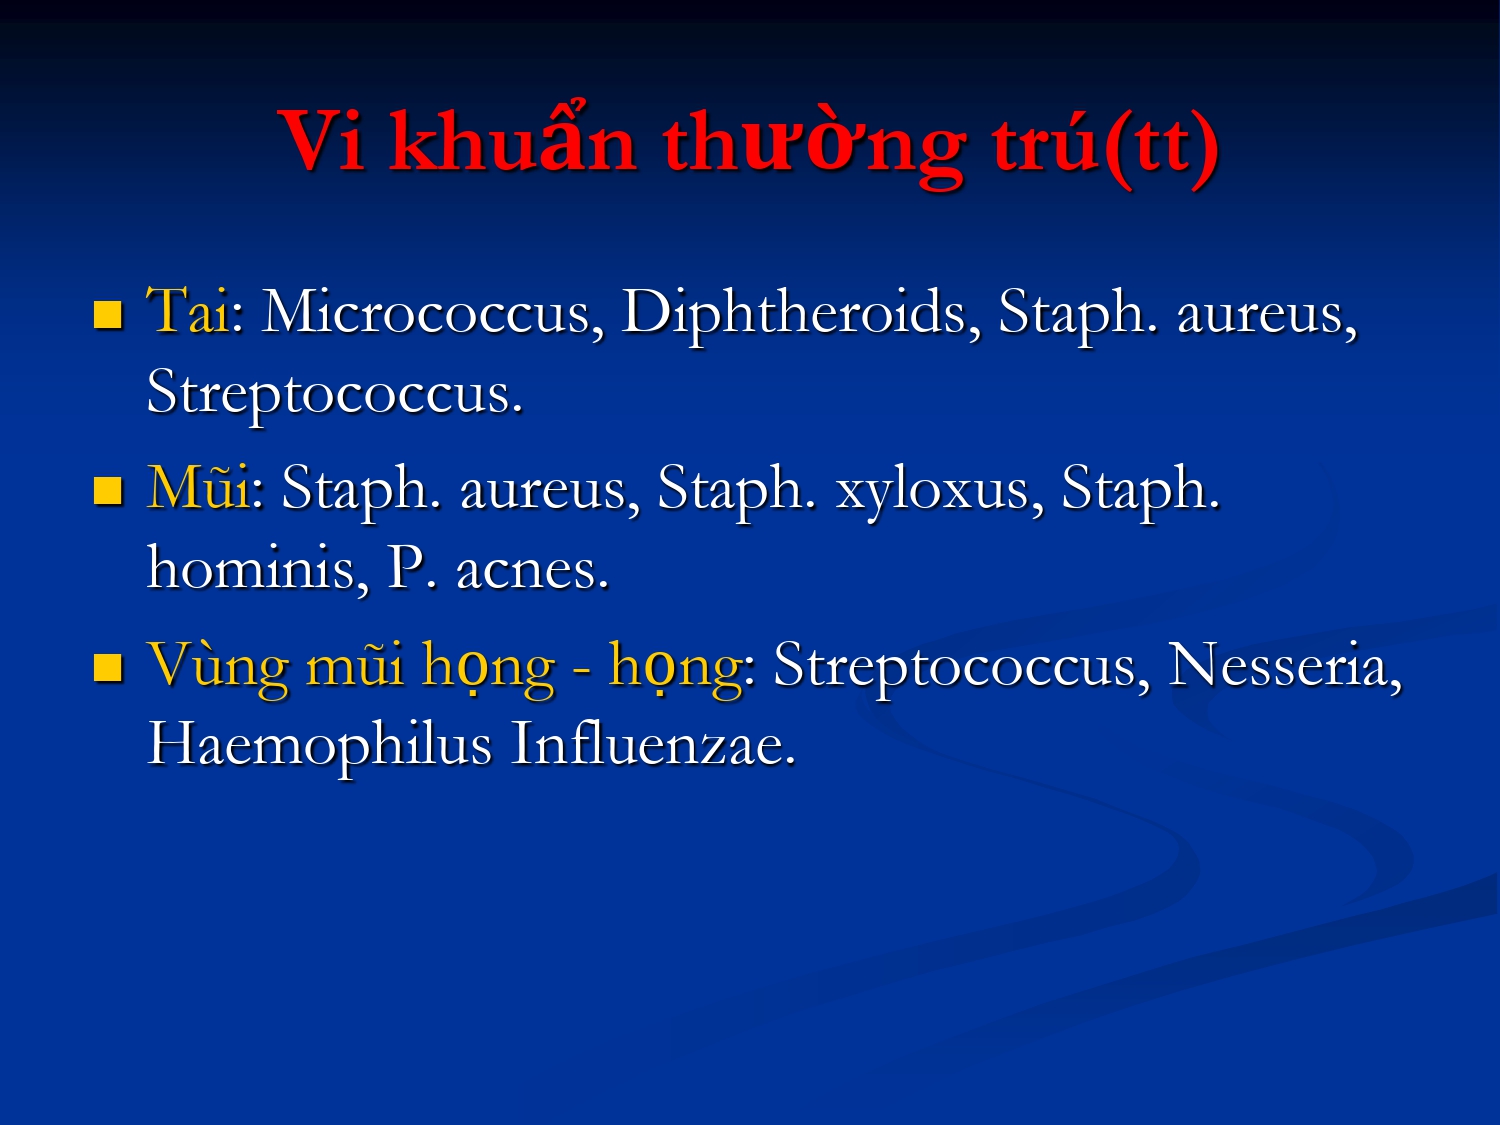 Vi khuẩn thường trú(tt)
Tai: Micrococcus, Diphtheroids, Staph. aureus,
Streptococcus.
Mũi: Staph. aureus, Staph. xyloxus, Staph.
hominis, P. acnes.
Vùng mũi họng - họng: Streptococcus, Nesseria,
Haemophilus Influenzae.